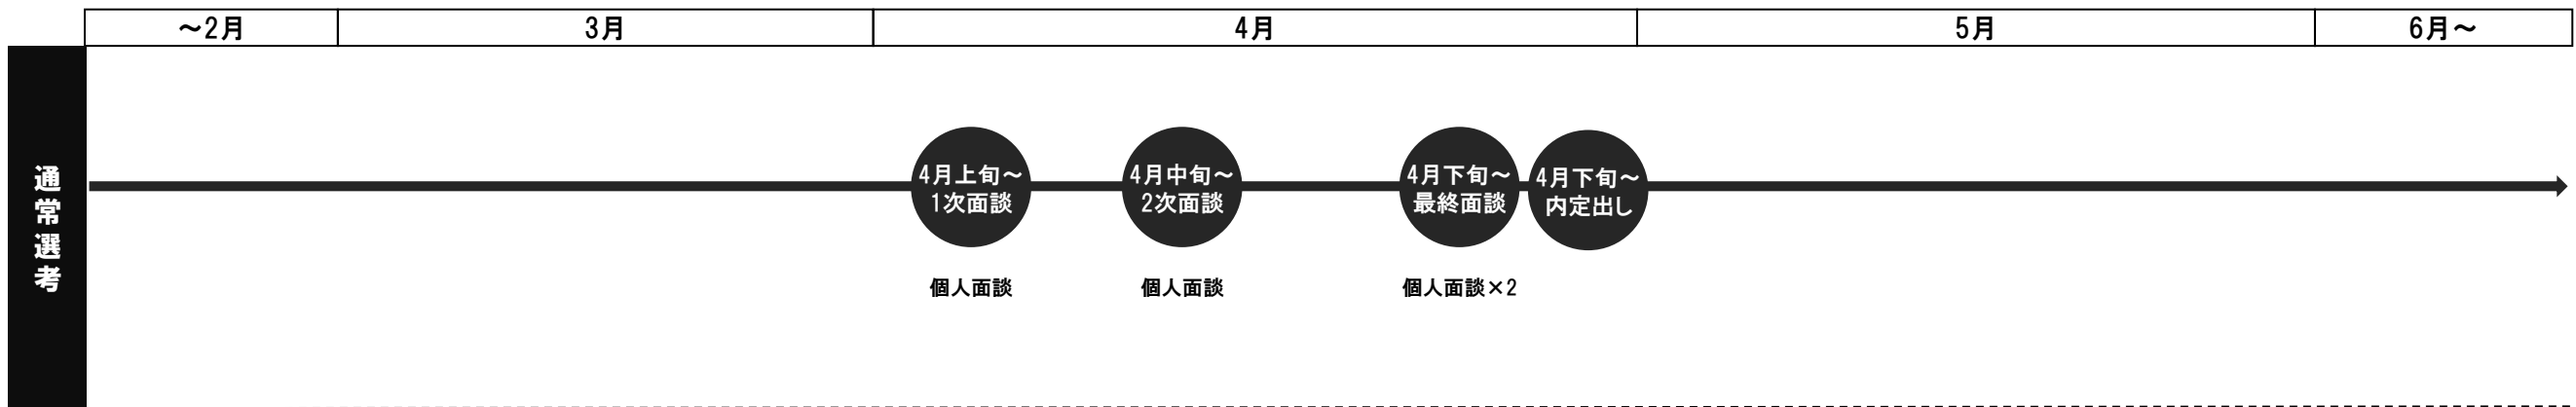 ～2月
3月
4月
5月
6月～
通常選考
4月上旬～
1次面談
4月中旬～
2次面談
4月下旬～
最終面談
4月下旬～
内定出し
個人面談
個人面談
個人面談×2